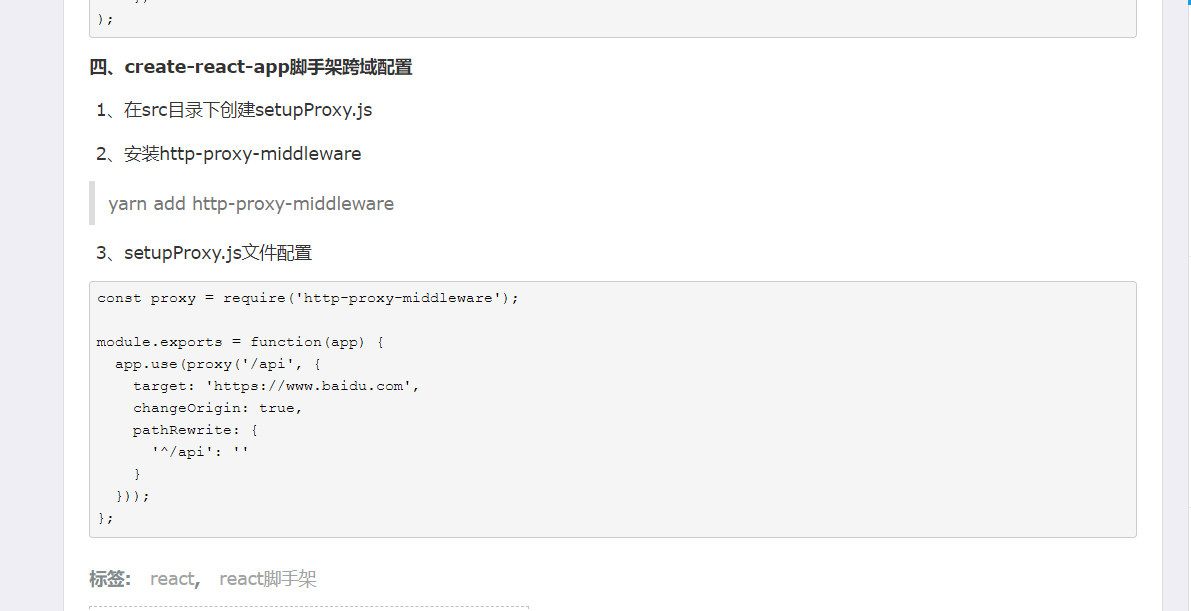 );
四、create-react-app脚手架跨域配置
1、在src目录下创建setupProxy.js
2、安装http-proxy-middleware
yarn add http-proxy-middleware
3、setupProxy.js文件配置
const proxy = require('http-proxy-middleware');
module.exports = function(app) {
app.use(proxy('/api', {
target: 'https://www.baidu.com',
changeOrigin: true,
pathRewrite: {
'^/api': ''
}
}));
};
标签: react, react脚手架